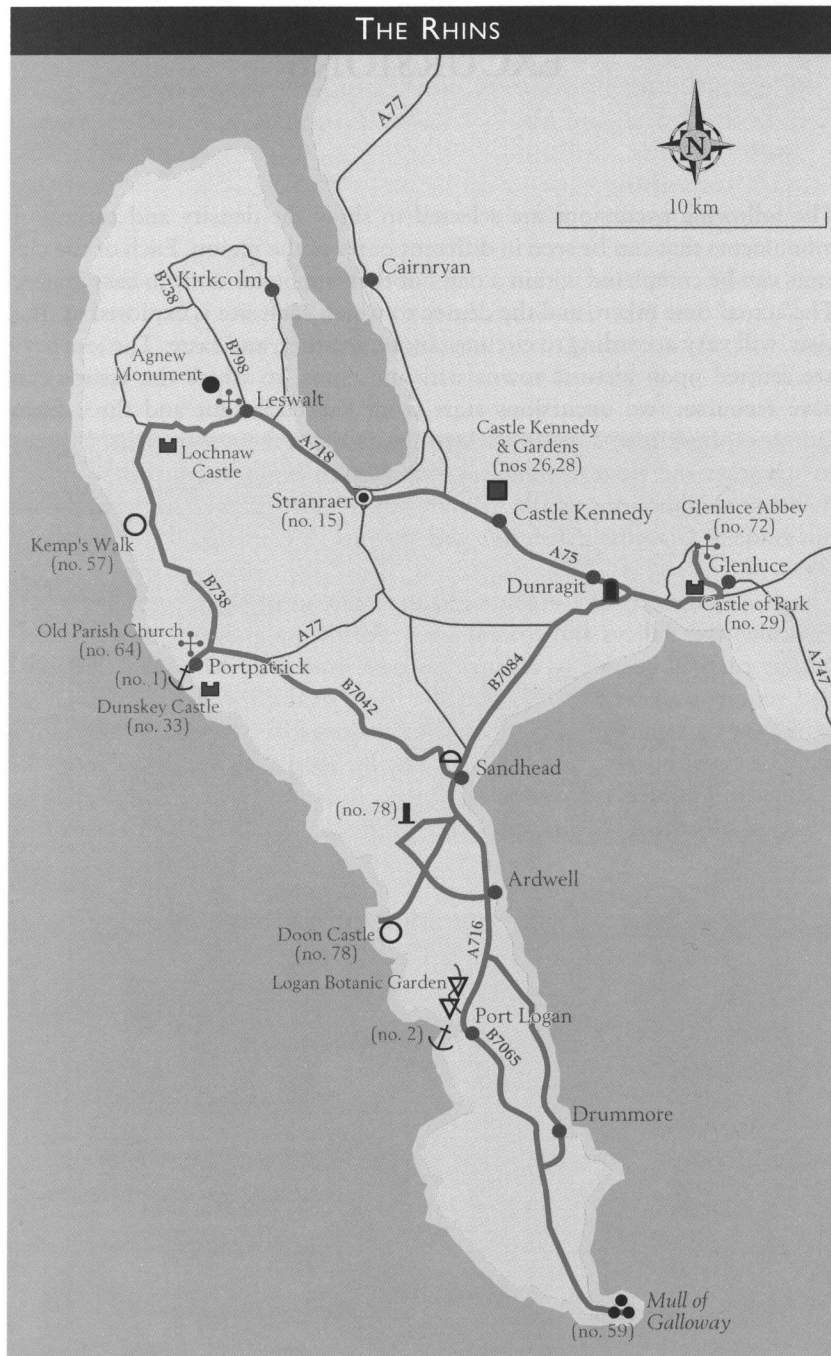 THE RHINS
A77
N
10 km
Cairnryan
Kirkcolm
B738
B798
Agnew
Monument
Leswalt
Lochnaw
Castle
A718
Castle Kennedy
& Gardens
(nos 26,28)
Stranraer
(no. 15)
Castle Kennedy
Glenluce Abbey
(no. 72)
Kemp's Walk
(no. 57)
A75
Glenluce
Dunragit
Castle of Park
(no. 29)
B738
Old Parish Church
(no. 64)
A77
(no. 1)
Portpatrick
B7084
A747
Dunskey Castle
(no. 33)
B7042
Sandhead
(no. 78)
Ardwell
Doon Castle
(no. 78)
A716
Logan Botanic Garden
Port Logan
(no. 2)
B7065
Drummore
Mull of
Galloway
(no. 59)